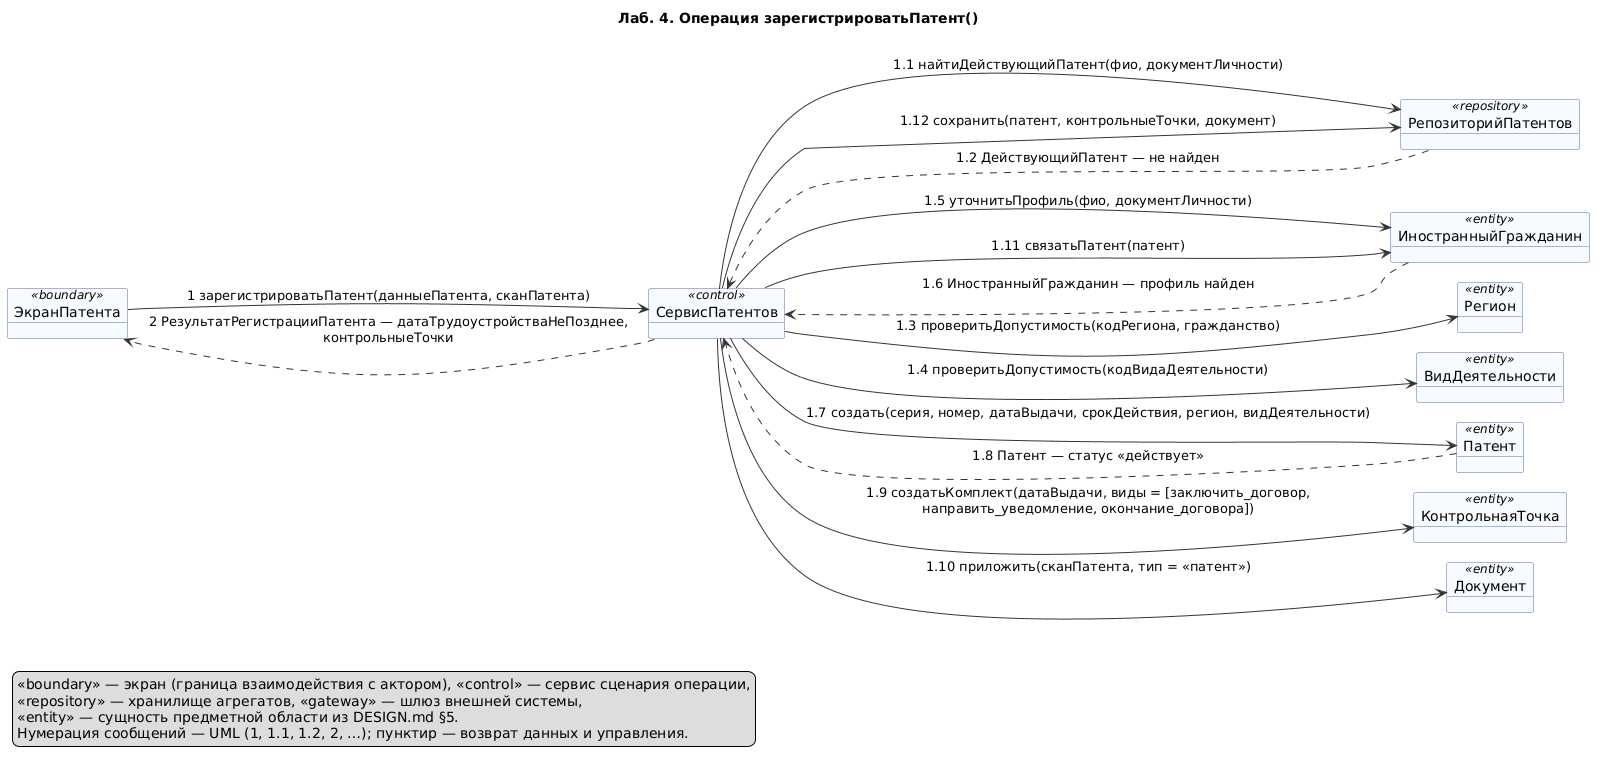 Лаб. 4. Операция зарегистрироватьПатент()
1.1 найтиДействующийПатент(фио, документЛичности)
«repository»
РепозиторийПатентов
1.12 сохранить(патент, контрольныеТочки, документ)
1.2 ДействующийПатент — не найден
1.5 уточнитьПрофиль(фио, документЛичности)
«entity»
ИностранныйГражданин
1.11 связатьПатент(патент)
1.6 ИностранныйГражданин — профиль найден
«boundary»
ЭкранПатента
1 зарегистрироватьПатент(данныеПатента, сканПатента)
2 РезультатРегистрацииПатента — датаТрудоустройстваНеПозднее,
контрольныеТочки
«control»
СервисПатентов
«entity»
Регион
1.3 проверитьДопустимость(кодРегиона, гражданство)
1.4 проверитьДопустимость(кодВидаДеятельности)
«entity»
ВидДеятельности
1.7 создать(серия, номер, датаВыдачи, срокДействия, регион, видДеятельности)
«entity»
Патент
1.8 Патент — статус «действует»
1.9 создатьКомплект(датаВыдачи, виды = [заключить_договор,
направить_уведомление, окончание_договора])
«entity»
КонтрольнаяТочка
1.10 приложить(сканПатента, тип = «патент»)
«entity»
Документ
«boundary» — экран (граница взаимодействия с актором), «control» — сервис сценария операции,
«repository» — хранилище агрегатов, «gateway» — шлюз внешней системы,
«entity» — сущность предметной области из DESIGN.md §5.
Нумерация сообщений — UML (1, 1.1, 1.2, 2, …); пунктир — возврат данных и управления.